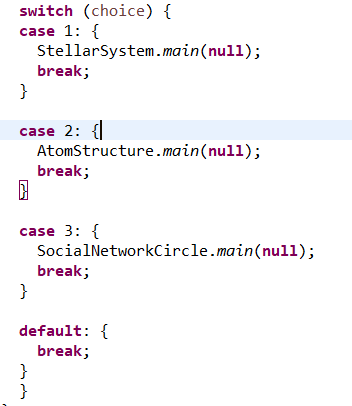 switch (choice) {
case 1: {
  StellarSystem.main(null);
  break;
}

case 2: {
  AtomStructure.main(null);
  break;
}

case 3: {
  SocialNetworkCircle.main(null);
  break;
}

default: {
  break;
}
}